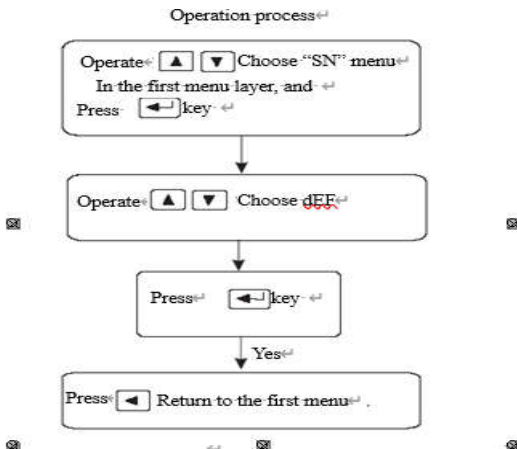 Operation process
Operate ▲ ▼ Choose “SN” menu
In the first menu layer, and
Press key
Operate ▲ ▼ Choose dEF
Press key
Yes
Press ◄ Return to the first menu .